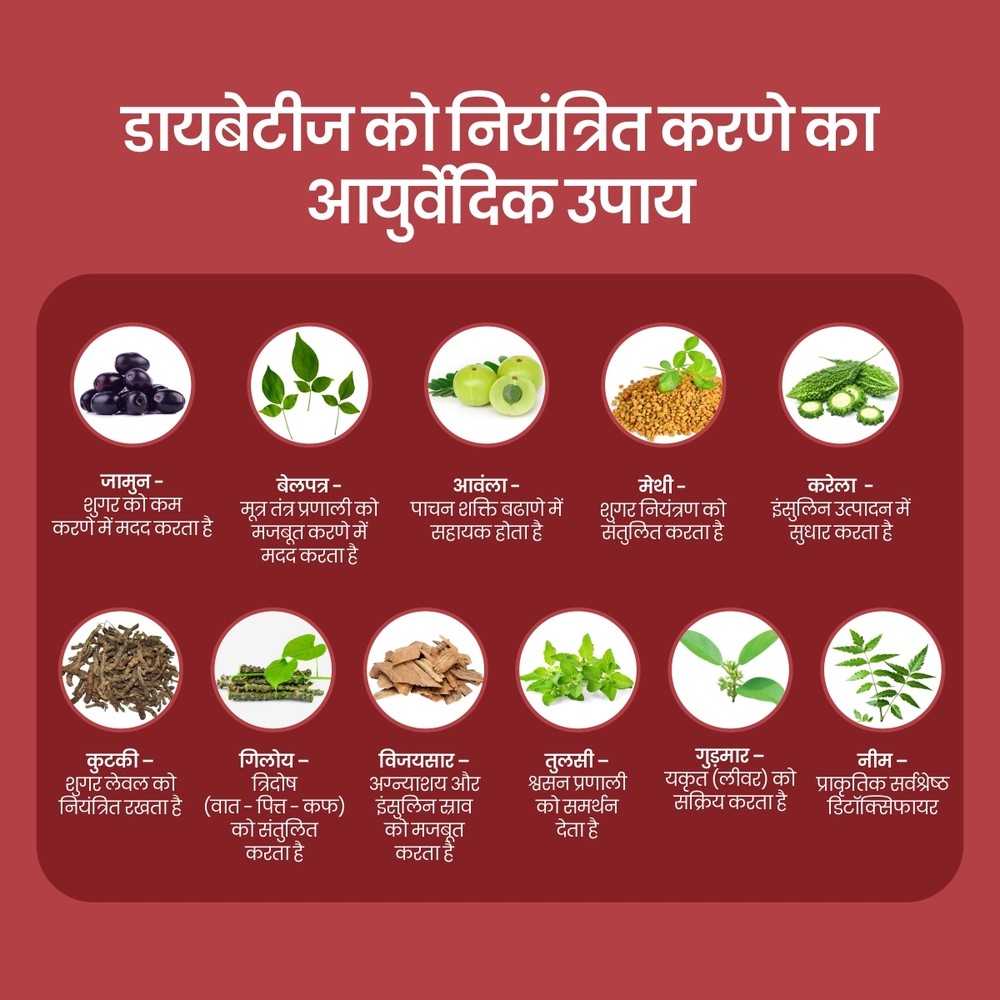 डायबेटीज को नियंत्रित करणे का
आयुर्वेदिक उपाय
जामुन –
शुगर को कम
करणे में मदद करता है
बेलपत्र –
मूत्र तंत्र प्रणाली को
मजबूत करणे में
मदद करता है
आवंला –
पाचन शक्ति बढाणे में
सहायक होता है
मेथी –
शुगर नियंत्रण को
संतुलित करता है
करेला –
इंसुलिन उत्पादन में
सुधार करता है
कुटकी –
शुगर लेवल को
नियंत्रित रखता है
गिलोय –
त्रिदोष
(वात – पित्त – कफ)
को संतुलित
करता है
विजयसार –
अग्न्याशय और
इंसुलिन स्राव
को मजबूत
करता है
तुलसी –
श्वसन प्रणाली
को समर्थन
देता है
गुड़मार –
यकृत (लीवर) को
सक्रिय करता है
नीम –
प्राकृतिक सर्वश्रेष्ठ
डिटॉक्सिफायर